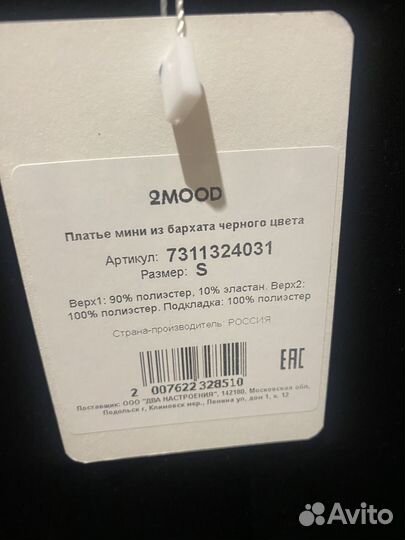 2MOOD
Платье мини из бархата черного цвета
Артикул: 7311324031
Размер: S
Верх1: 90% полиэстер, 10% эластан. Верх2:
100% полиэстер. Подкладка: 100% полиэстер
Страна-производитель: РОССИЯ
EAC
2 007622 328510
Поставщик: ООО "ДВА НАСТРОЕНИЯ", 142180, Московская обл,
Подольск г, Климовск мкр., Ленина ул, дом 1, к. 12
Avito